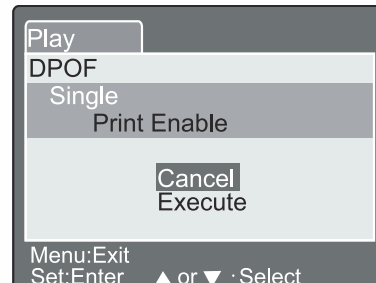 Play
DPOF
Single
Print Enable
Cancel
Execute
Menu:Exit
Set:Enter ▲ or ▼ :Select